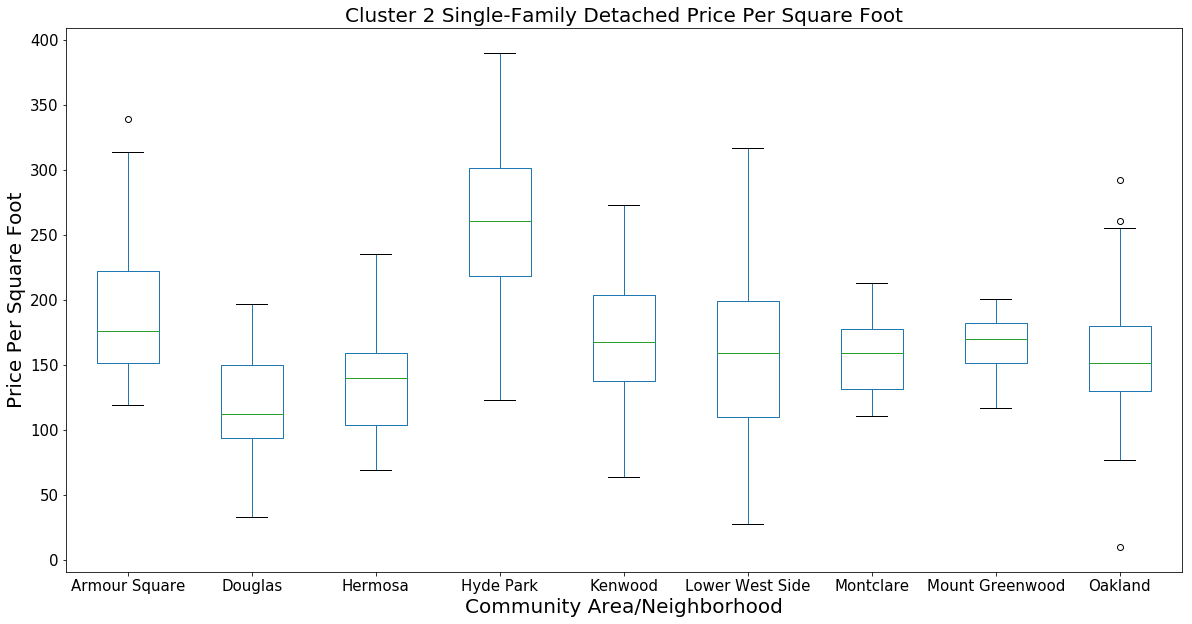 Cluster 2 Single-Family Detached Price Per Square Foot
Price Per Square Foot
400
350
300
250
200
150
100
50
0
Armour Square Douglas Hermosa Hyde Park Kenwood Lower West Side Montclare Mount Greenwood Oakland
Community Area/Neighborhood